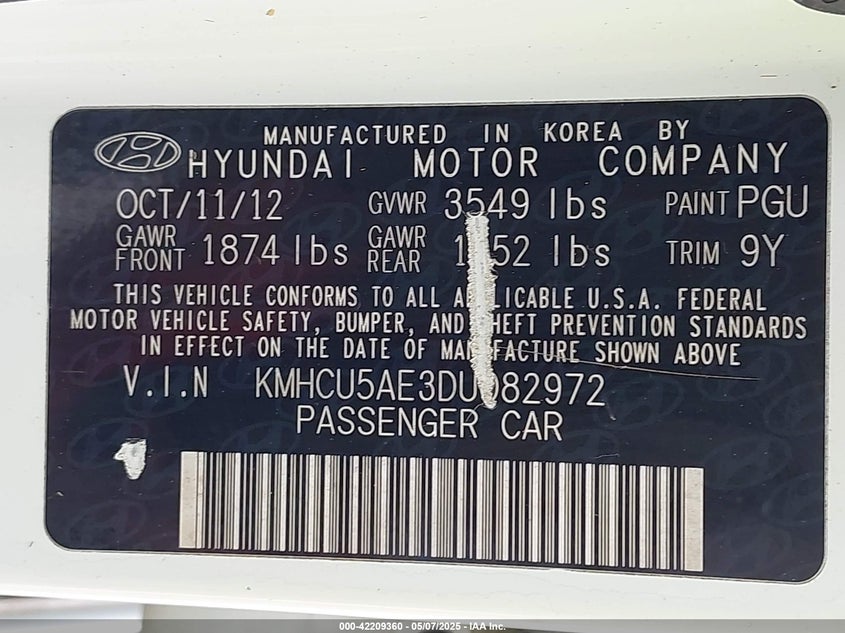 MANUFACTURED IN KOREA BY
HYUNDAI MOTOR COMPANY
OCT/11/12 GVWR 3549 lbs PAINT PGU
GAWR FRONT 1874 lbs GAWR REAR lbs TRIM 9Y
THIS VEHICLE CONFORMS TO ALL APPLICABLE U.S.A. FEDERAL
MOTOR VEHICLE SAFETY, BUMPER, AND THEFT PREVENTION STANDARDS
IN EFFECT ON THE DATE OF MANUFACTURE SHOWN ABOVE
V.I.N
PASSENGER CAR
000-42209360 - 05/07/2025 - IAA Inc.